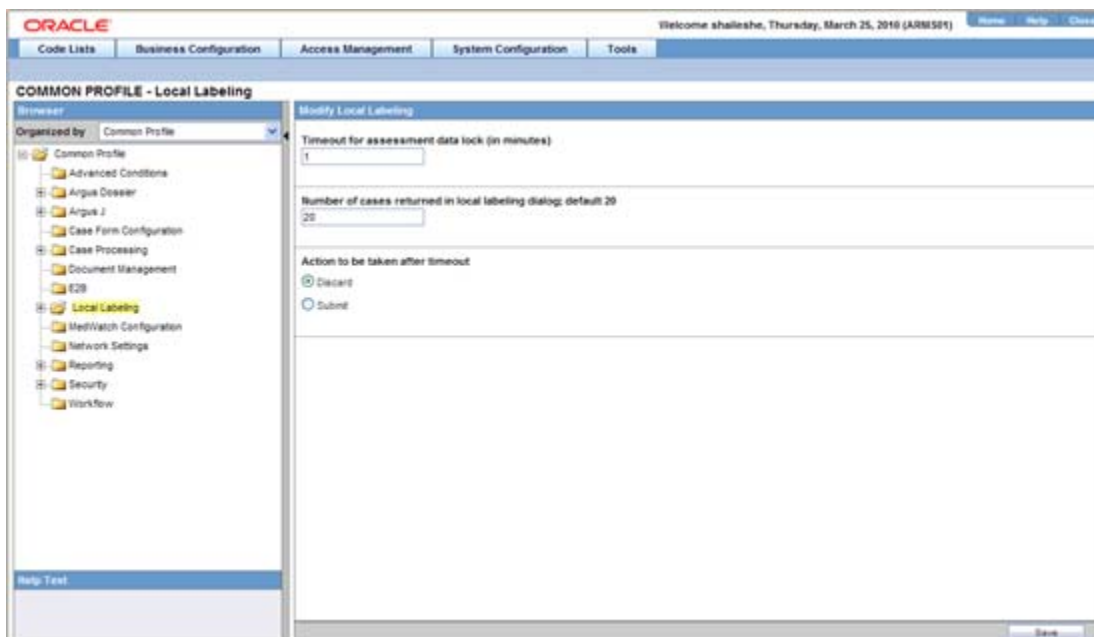 ORACLE
Welcome shaileshe, Thursday, March 25, 2010 (ARMS01)
Home Help Close
Code Lists Business Configuration Access Management System Configuration Tools
COMMON PROFILE - Local Labeling
Browser
Organized by Common Profile
Common Profile
Advanced Conditions
Argus Dossier
Argus J
Case Form Configuration
Case Processing
Document Management
E2B
Local Labeling
MedWatch Configuration
Network Settings
Reporting
Security
Workflow
Help Text
Modify Local Labeling
Timeout for assessment data lock (in minutes)
1
Number of cases returned in local labeling dialog; default 20
20
Action to be taken after timeout
Discard
Submit
Save